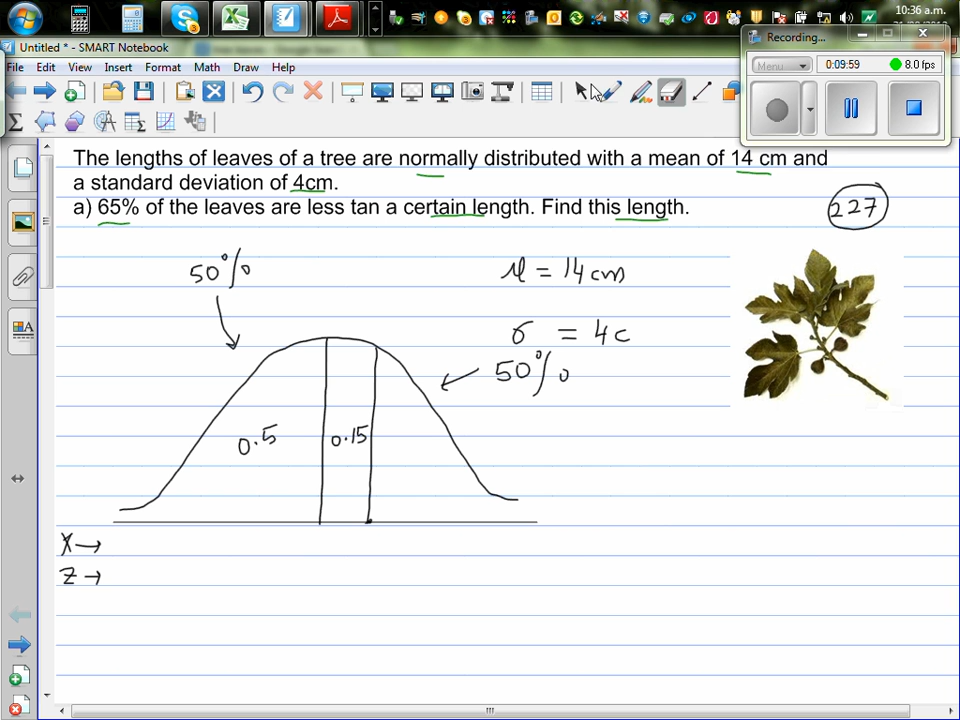 10:36 a.m.
Untitled * - SMART Notebook
Recording...
File Edit View Insert Format Math Draw Help
Menu 0:09:59 8.0 fps
The lengths of leaves of a tree are normally distributed with a mean of 14 cm and
a standard deviation of 4cm.
a) 65% of the leaves are less tan a certain length. Find this length.
227
50% μ = 14cm
σ = 4c
50%
0.5 0.15
X→
Z→